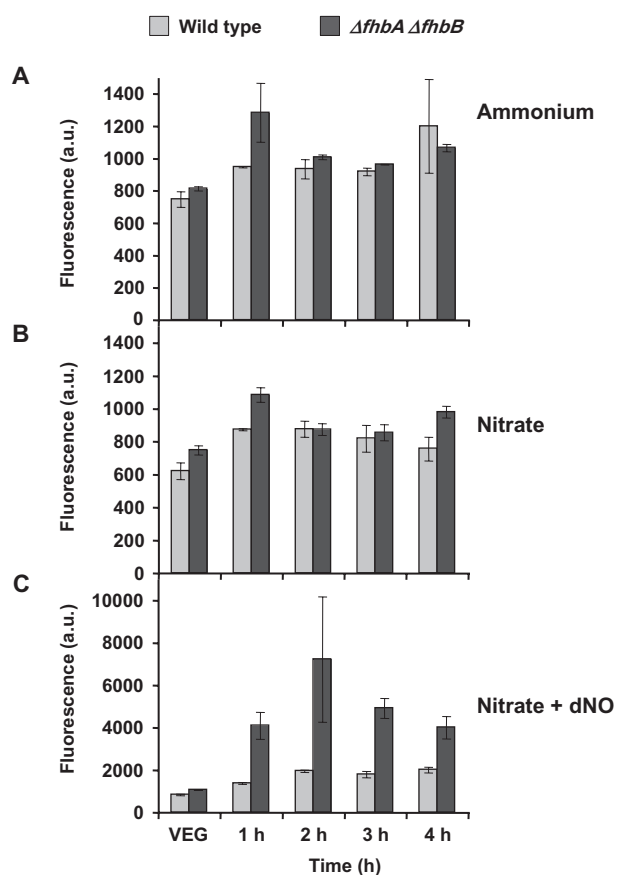 Wild type
ΔfhbA ΔfhbB
A
Ammonium
Fluorescence (a.u.)
1400
1200
1000
800
600
400
200
0
B
Nitrate
Fluorescence (a.u.)
1400
1200
1000
800
600
400
200
0
C
Nitrate + dNO
Fluorescence (a.u.)
10000
8000
6000
4000
2000
0
VEG 1 h 2 h 3 h 4 h
Time (h)